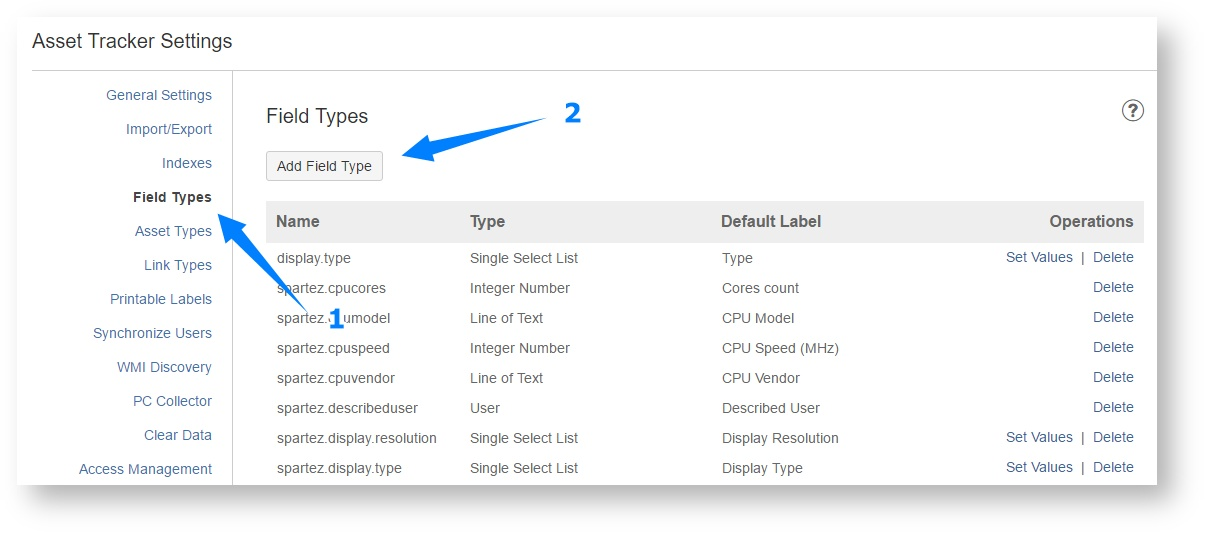 Asset Tracker Settings
General Settings
Import/Export
Indexes
Field Types
Asset Types
Link Types
Printable Labels
Synchronize Users
WMI Discovery
PC Collector
Clear Data
Access Management
1
Field Types
2
?
Add Field Type
Name Type Default Label Operations
display.type Single Select List Type Set Values | Delete
spartez.cpucores Integer Number Cores count Delete
Line of Text CPU Model Delete
spartez.cpuspeed Integer Number CPU Speed (MHz) Delete
spartez.cpuvendor Line of Text CPU Vendor Delete
spartez.describeduser User Described User Delete
spartez.display.resolution Single Select List Display Resolution Set Values | Delete
spartez.display.type Single Select List Display Type Set Values | Delete